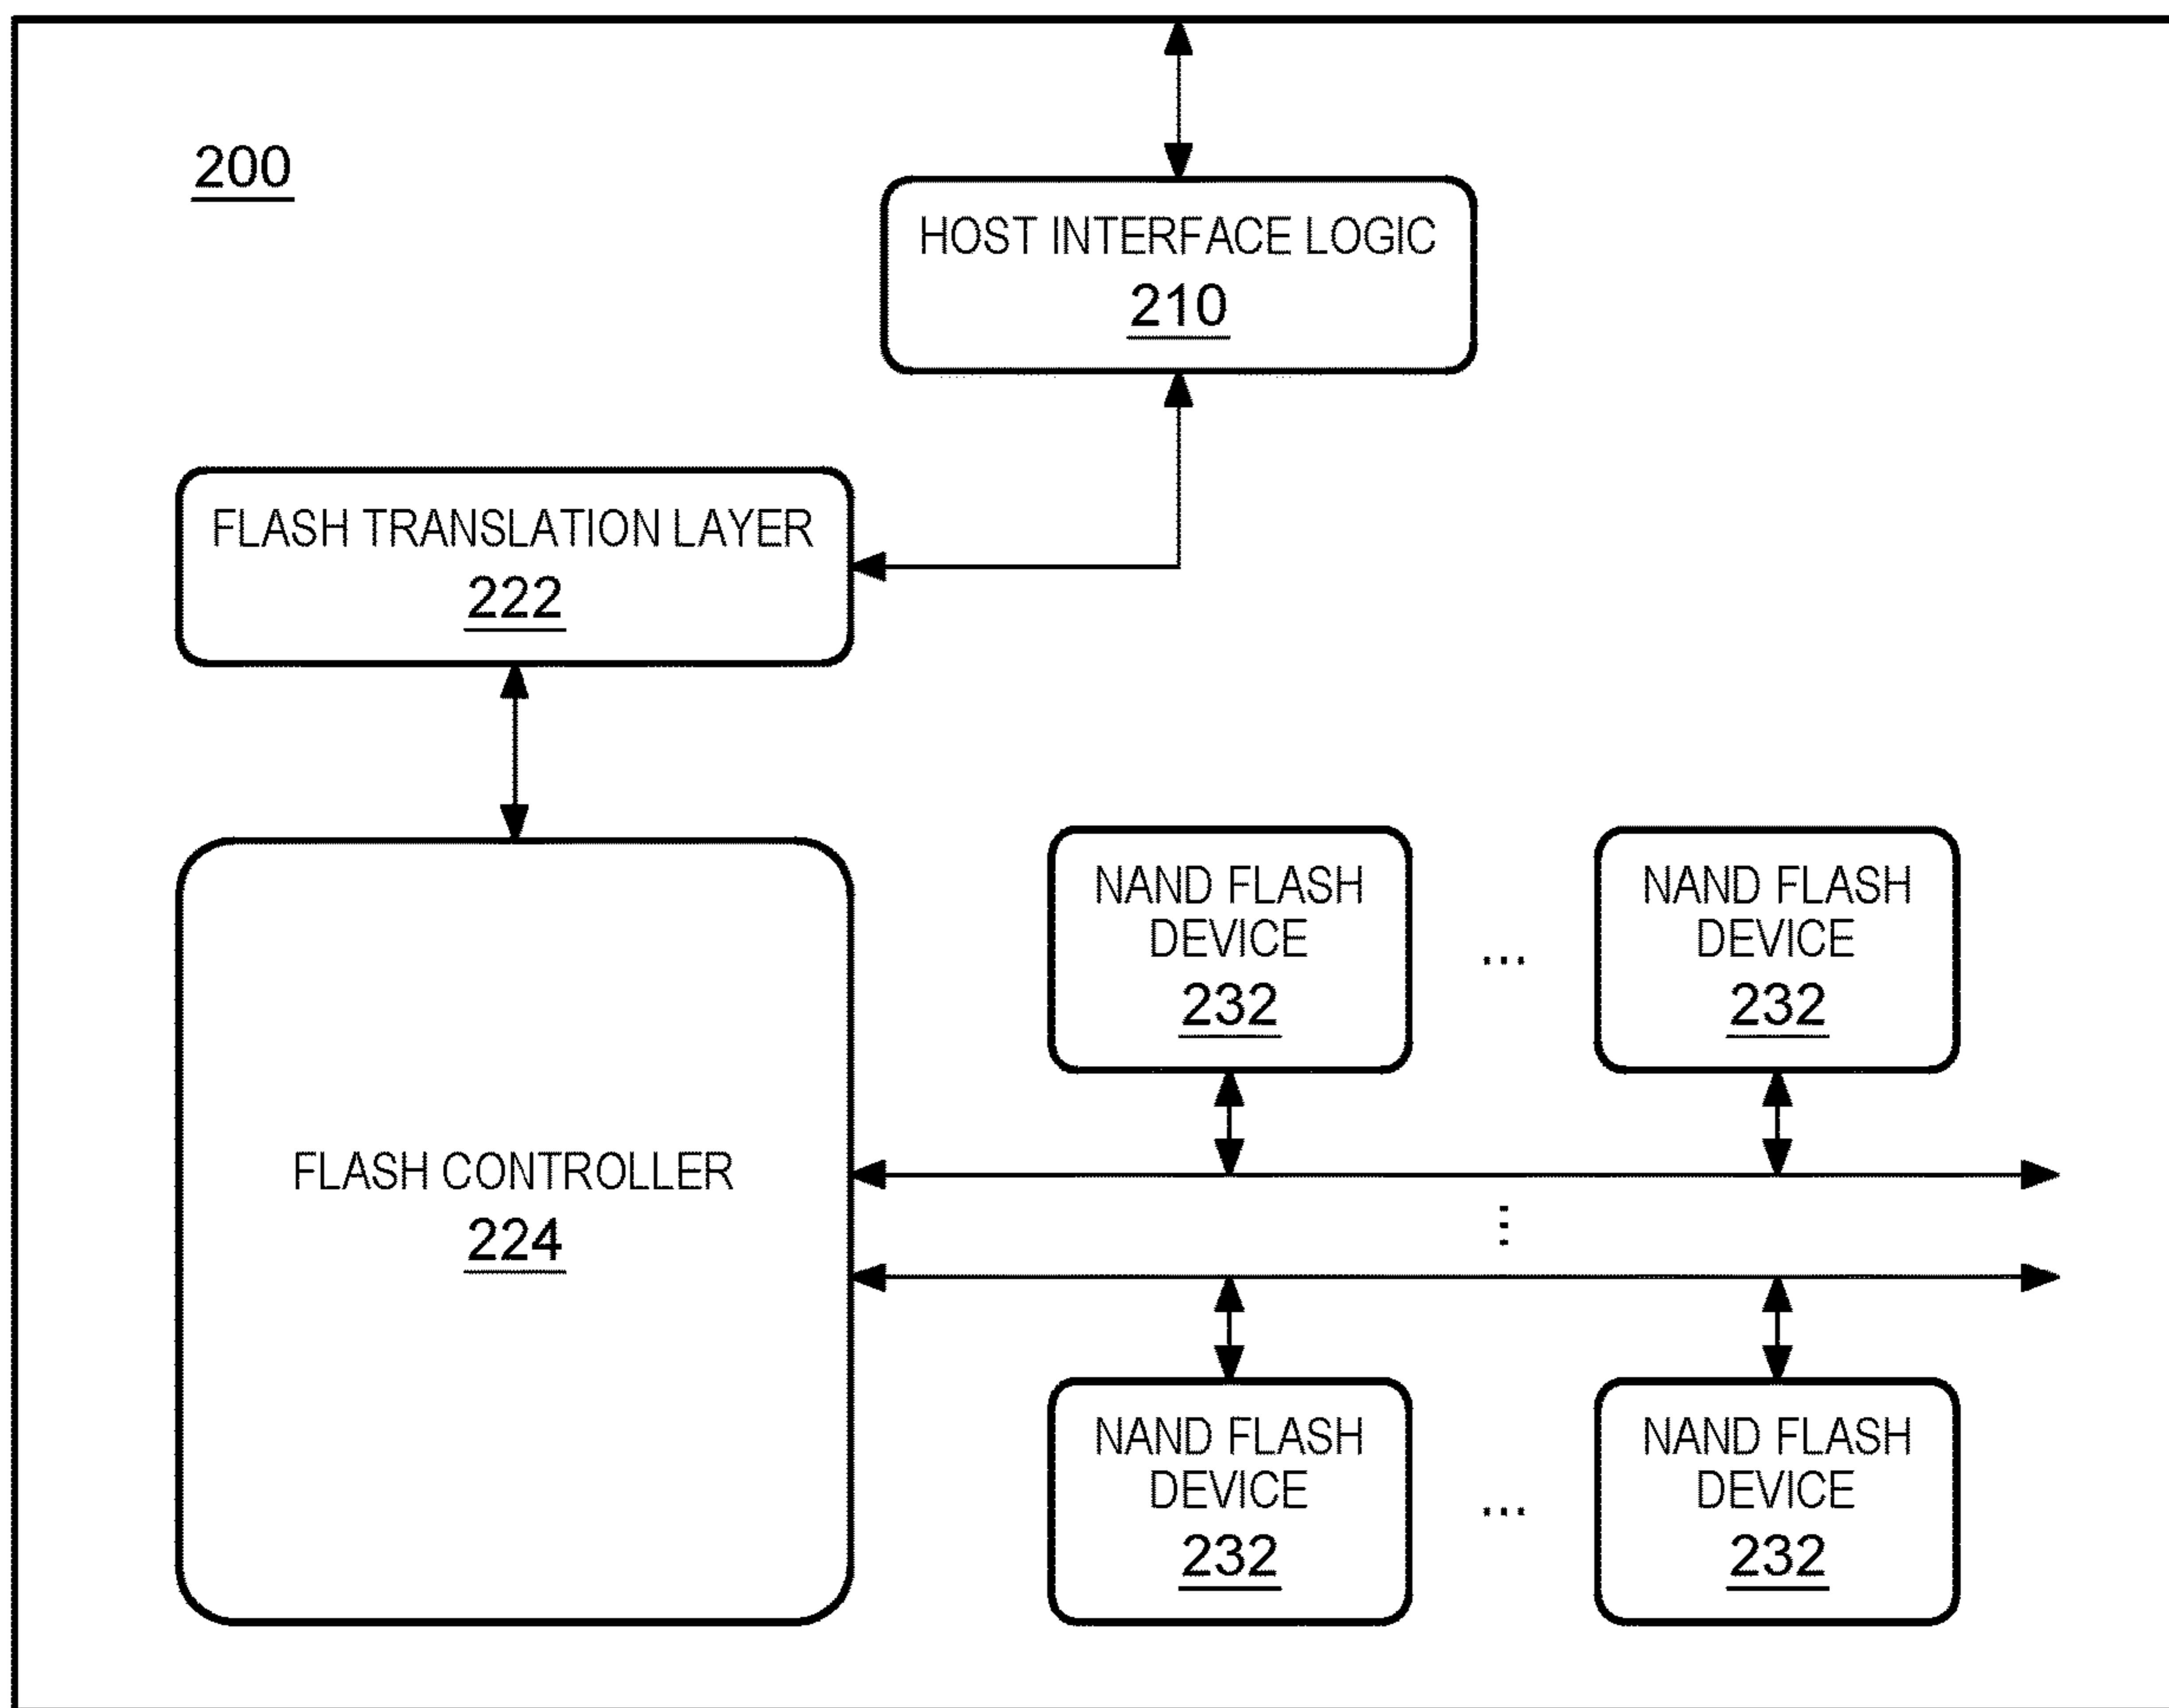 200
HOST INTERFACE LOGIC
210
FLASH TRANSLATION LAYER
222
FLASH CONTROLLER
224
NAND FLASH
DEVICE
232
...
NAND FLASH
DEVICE
232
...
NAND FLASH
DEVICE
232
...
NAND FLASH
DEVICE
232